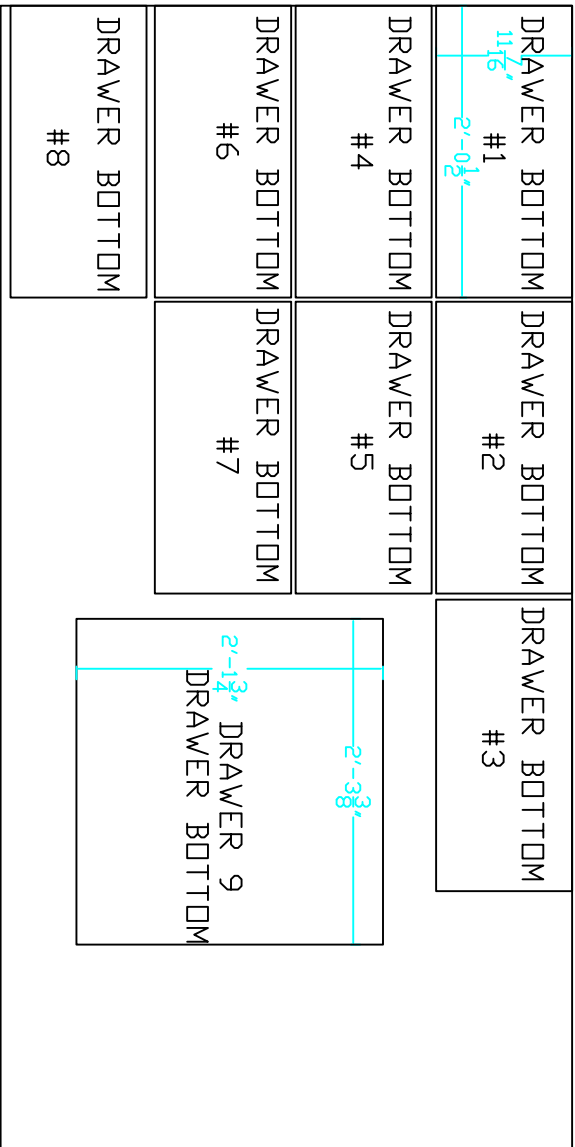 DRAWER BOTTOM
11 7/16"
#1
2'-0 1/2"
DRAWER BOTTOM
#2
DRAWER BOTTOM
#3
DRAWER BOTTOM
#4
DRAWER BOTTOM
#5
DRAWER BOTTOM
#6
DRAWER BOTTOM
#7
2'-3 3/8"
2'-1 3/4"
DRAWER 9
DRAWER BOTTOM
DRAWER BOTTOM
#8